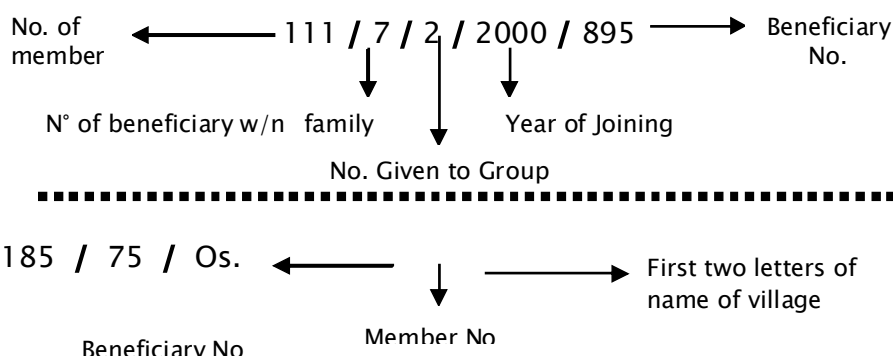 No. of
member
111 / 7 / 2 / 2000 / 895
Beneficiary
No.
N° of beneficiary w/n family
Year of Joining
No. Given to Group
185 / 75 / Os.
First two letters of
name of village
Member No
Beneficiary No